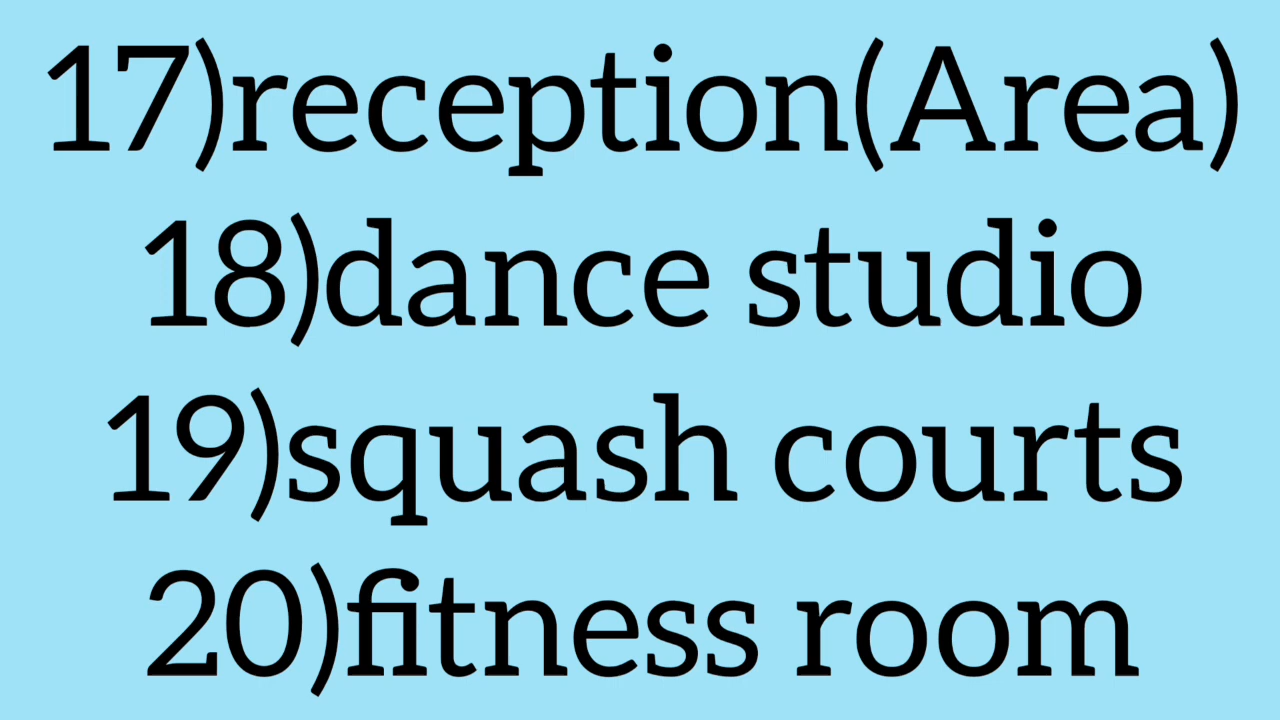 17)reception(Area)
18)dance studio
19)squash courts
20)fitness room